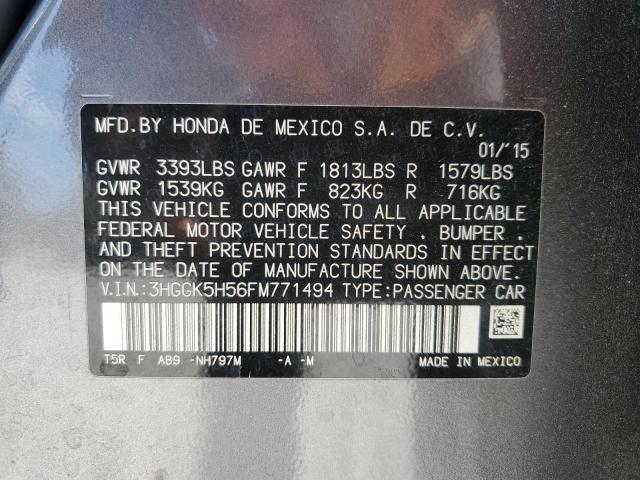 MFD.BY HONDA DE MEXICO S.A. DE C.V.
01/'15
GVWR 3393LBS GAWR F 1813LBS R 1579LBS
GVWR 1539KG GAWR F 823KG R 716KG
THIS VEHICLE CONFORMS TO ALL APPLICABLE
FEDERAL MOTOR VEHICLE SAFETY , BUMPER ,
AND THEFT PREVENTION STANDARDS IN EFFECT
ON THE DATE OF MANUFACTURE SHOWN ABOVE.
V.I.N.:3HGGK5H56FM771494 TYPE:PASSENGER CAR
T5R F AB9 -NH797M -A -M MADE IN MEXICO